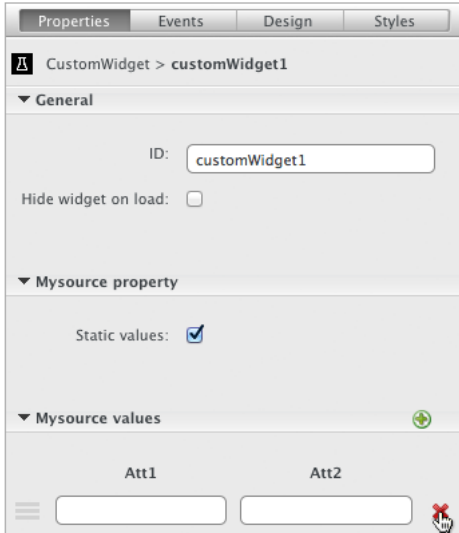 Properties Events Design Styles
CustomWidget > customWidget1
General
ID: customWidget1
Hide widget on load:
Mysource property
Static values:
Mysource values
Att1 Att2